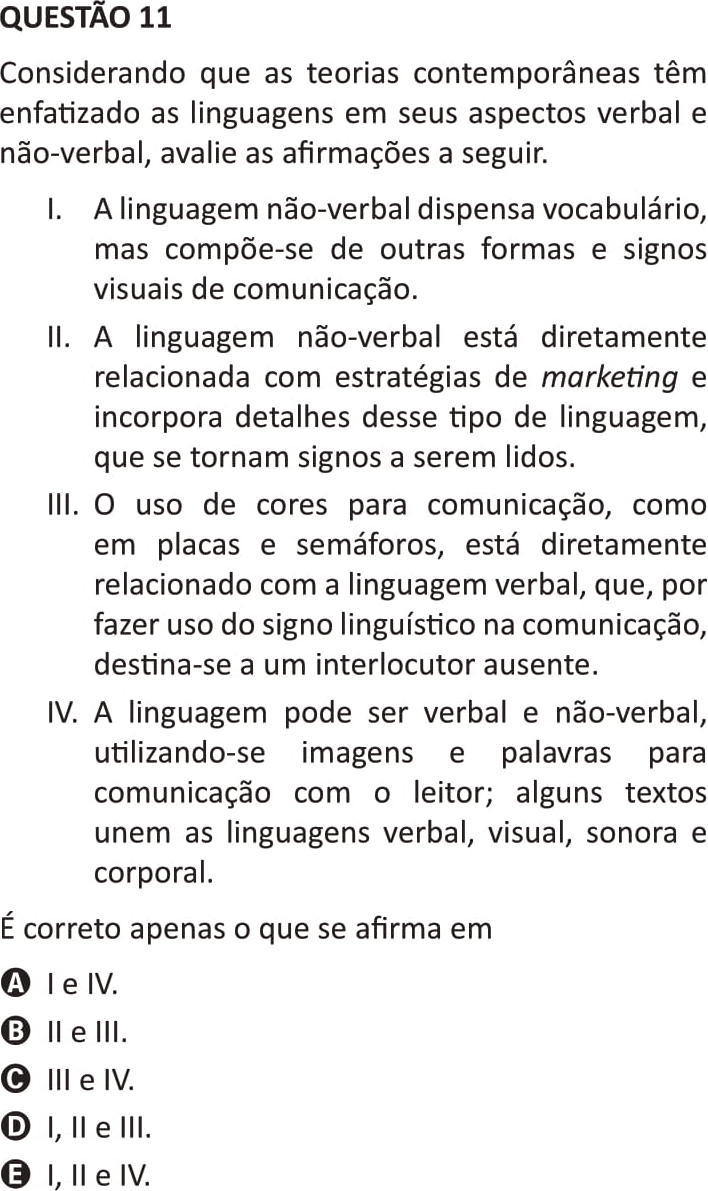 QUESTÃO 11
Considerando que as teorias contemporâneas têm
enfatizado as linguagens em seus aspectos verbal e
não-verbal, avalie as afirmações a seguir.
I. A linguagem não-verbal dispensa vocabulário,
mas compõe-se de outras formas e signos
visuais de comunicação.
II. A linguagem não-verbal está diretamente
relacionada com estratégias de marketing e
incorpora detalhes desse tipo de linguagem,
que se tornam signos a serem lidos.
III. O uso de cores para comunicação, como
em placas e semáforos, está diretamente
relacionado com a linguagem verbal, que, por
fazer uso do signo linguístico na comunicação,
destina-se a um interlocutor ausente.
IV. A linguagem pode ser verbal e não-verbal,
utilizando-se imagens e palavras para
comunicação com o leitor; alguns textos
unem as linguagens verbal, visual, sonora e
corporal.
É correto apenas o que se afirma em
A I e IV.
B II e III.
C III e IV.
D I, II e III.
E I, II e IV.